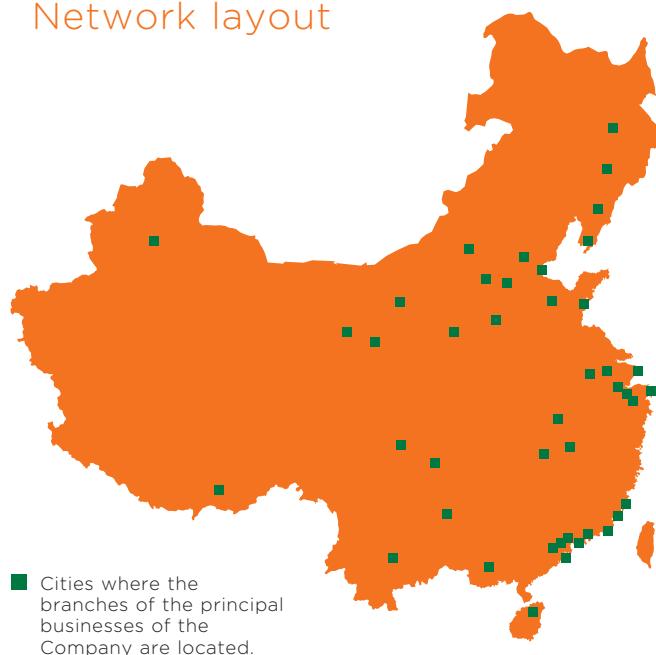 Network layout
Cities where the
branches of the principal
businesses of the
Company are located.